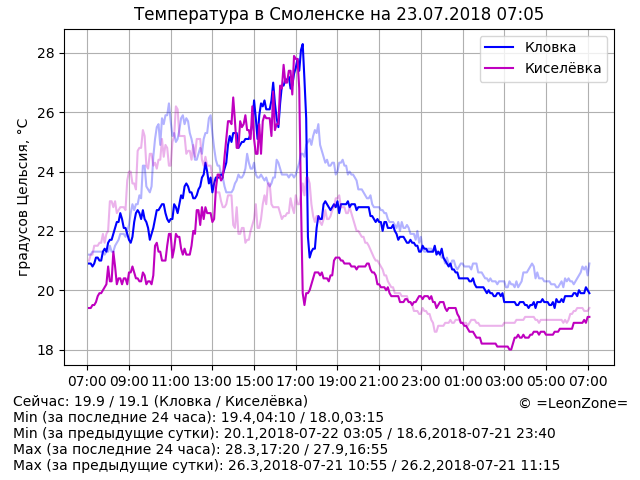 Температура в Смоленске на 23.07.2018 07:05
Кловка
Киселёвка
градусов Цельсия, °C
28
26
24
22
20
18
07:00 09:00 11:00 13:00 15:00 17:00 19:00 21:00 23:00 01:00 03:00 05:00 07:00
© =LeonZone=
Сейчас: 19.9 / 19.1 (Кловка / Киселёвка)
Min (за последние 24 часа): 19.4,04:10 / 18.0,03:15
Min (за предыдущие сутки): 20.1,2018-07-22 03:05 / 18.6,2018-07-21 23:40
Max (за последние 24 часа): 28.3,17:20 / 27.9,16:55
Max (за предыдущие сутки): 26.3,2018-07-21 10:55 / 26.2,2018-07-21 11:15